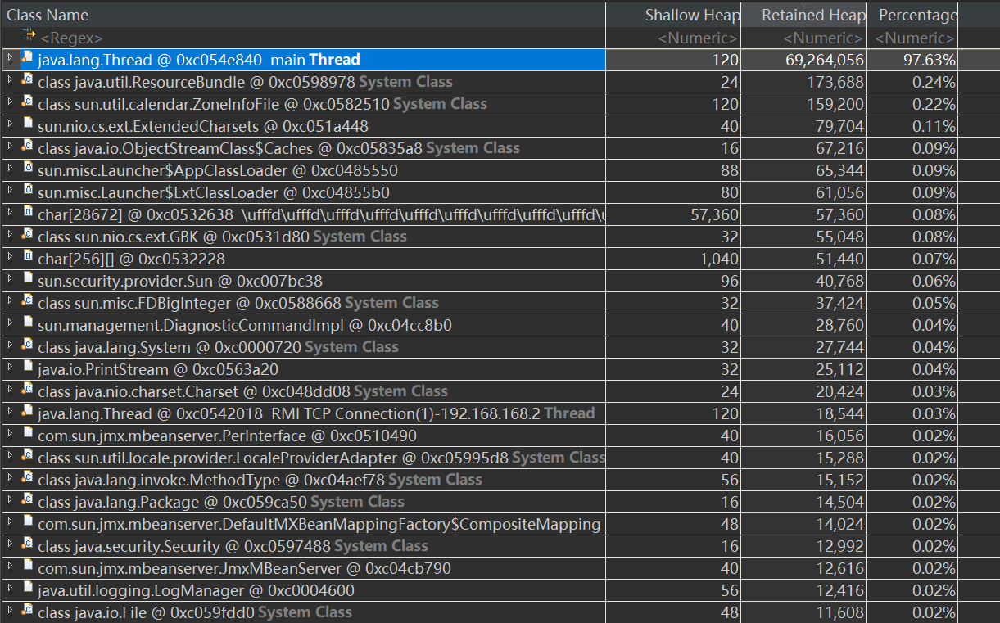 Class Name Shallow Heap Retained Heap Percentage
<Regex> <Numeric> <Numeric> <Numeric>
java.lang.Thread @ 0xc054e840 main Thread 120 69,264,056 97.63%
class java.util.ResourceBundle @ 0xc0598978 System Class 24 173,688 0.24%
class sun.util.calendar.ZoneInfoFile @ 0xc0582510 System Class 120 159,200 0.22%
sun.nio.cs.ext.ExtendedCharsets @ 0xc051a448 40 79,704 0.11%
class java.io.ObjectStreamClass$Caches @ 0xc05835a8 System Class 16 67,216 0.09%
sun.misc.Launcher$AppClassLoader @ 0xc0485550 88 65,344 0.09%
sun.misc.Launcher$ExtClassLoader @ 0xc04855b0 80 61,056 0.09%
char[28672] @ 0xc0532638 \ufffd\ufffd\ufffd\ufffd\ufffd\ufffd\ufffd\ufffd\ufffd\u 57,360 57,360 0.08%
class sun.nio.cs.ext.GBK @ 0xc0531d80 System Class 32 55,048 0.08%
char[256][] @ 0xc0532228 1,040 51,440 0.07%
sun.security.provider.Sun @ 0xc007bc38 96 40,768 0.06%
class sun.misc.FDBigInteger @ 0xc0588668 System Class 32 37,424 0.05%
sun.management.DiagnosticCommandImpl @ 0xc04cc8b0 40 28,760 0.04%
class java.lang.System @ 0xc0000720 System Class 32 27,744 0.04%
java.io.PrintStream @ 0xc0563a20 32 25,112 0.04%
class java.nio.charset.Charset @ 0xc048dd08 System Class 24 20,424 0.03%
java.lang.Thread @ 0xc0542018 RMI TCP Connection(1)-192.168.168.2 Thread 120 18,544 0.03%
com.sun.jmx.mbeanserver.PerInterface @ 0xc0510490 40 16,056 0.02%
class sun.util.locale.provider.LocaleProviderAdapter @ 0xc05995d8 System Class 40 15,288 0.02%
class java.lang.invoke.MethodType @ 0xc04aef78 System Class 56 15,152 0.02%
class java.lang.Package @ 0xc059ca50 System Class 16 14,504 0.02%
com.sun.jmx.mbeanserver.DefaultMXBeanMappingFactory$CompositeMapping 48 14,024 0.02%
class java.security.Security @ 0xc0597488 System Class 16 12,992 0.02%
com.sun.jmx.mbeanserver.JmxMBeanServer @ 0xc04cb790 40 12,616 0.02%
java.util.logging.LogManager @ 0xc0004600 56 12,416 0.02%
class java.io.File @ 0xc059fdd0 System Class 48 11,608 0.02%